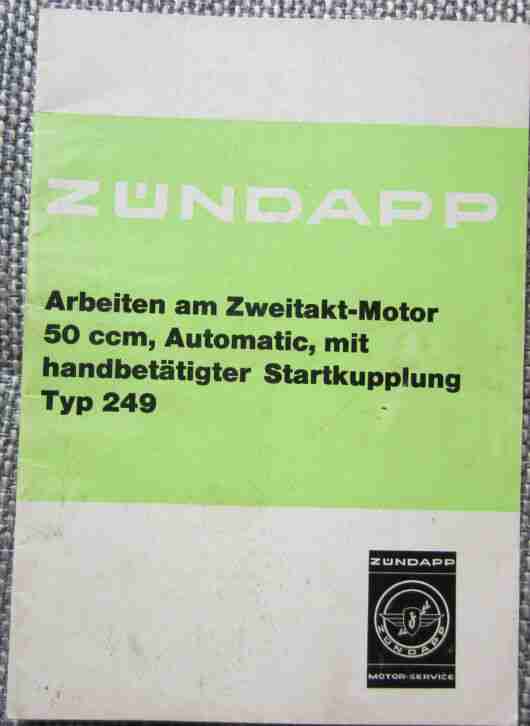 ZÜNDAPP
Arbeiten am Zweitakt-Motor
50 ccm, Automatic, mit
handbetätigter Startkupplung
Typ 249
ZÜNDAPP
ZÜNDAPP
MOTOR-SERVICE